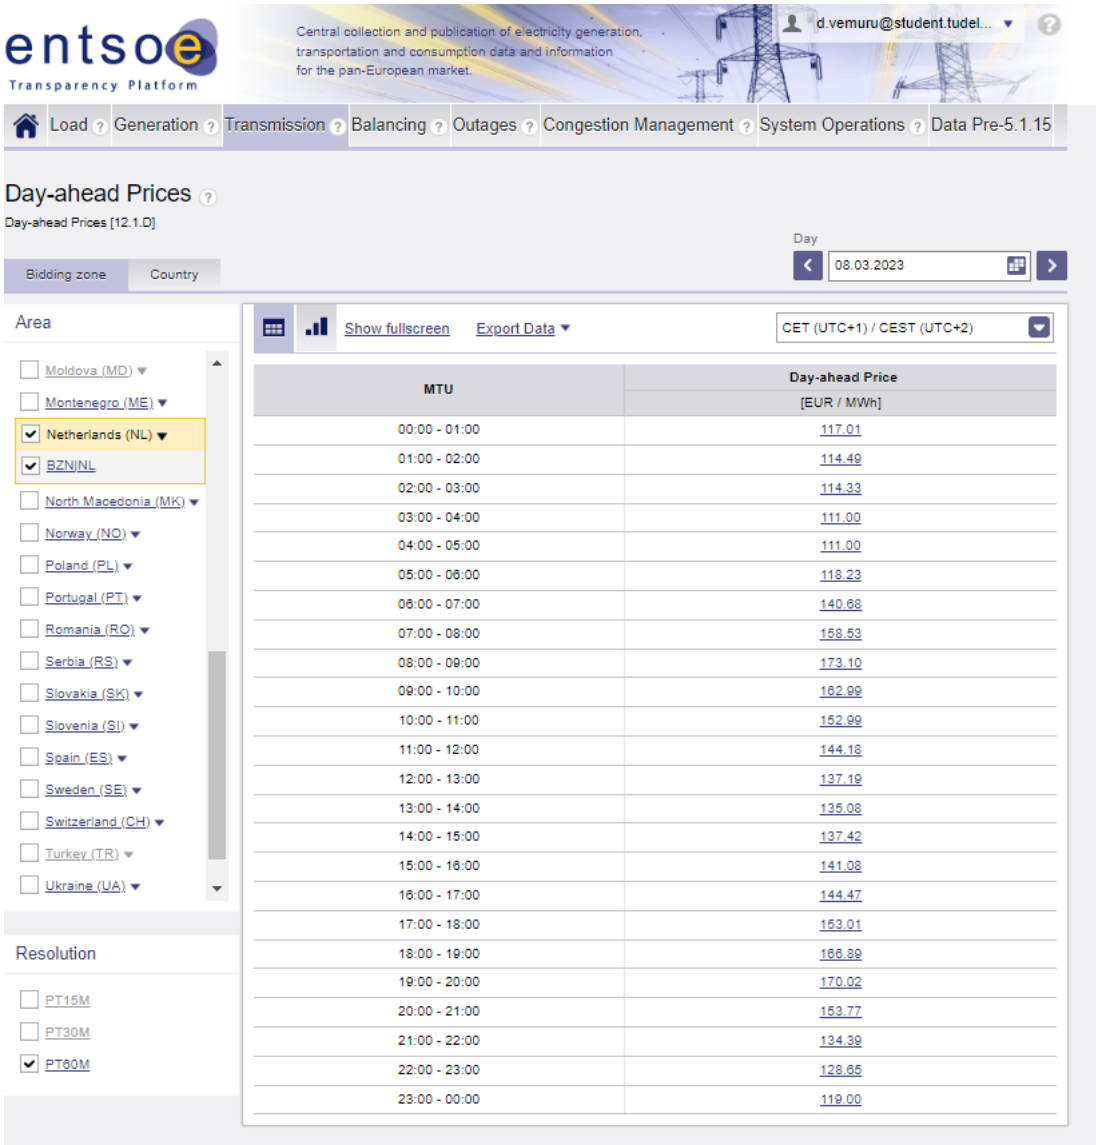 entsoe
Transparency Platform
Central collection and publication of electricity generation,
transportation and consumption data and information
for the pan-European market.
d.vemuru@student.tudel... ▼
?
Load ? Generation ? Transmission ? Balancing ? Outages ? Congestion Management ? System Operations ? Data Pre-5.1.15
Day-ahead Prices ?
Day-ahead Prices [12.1.D]
Day
08.03.2023
Bidding zone Country
Area
Moldova (MD)
Montenegro (ME)
Netherlands (NL)
BZN|NL
North Macedonia (MK)
Norway (NO)
Poland (PL)
Portugal (PT)
Romania (RO)
Serbia (RS)
Slovakia (SK)
Slovenia (SI)
Spain (ES)
Sweden (SE)
Switzerland (CH)
Turkey (TR)
Ukraine (UA)
Resolution
PT15M
PT30M
PT60M
Show fullscreen Export Data
CET (UTC+1) / CEST (UTC+2)
MTU Day-ahead Price
[EUR / MWh]
00:00 - 01:00 117.01
01:00 - 02:00 114.49
02:00 - 03:00 114.33
03:00 - 04:00 111.00
04:00 - 05:00 111.00
05:00 - 06:00 118.23
06:00 - 07:00 140.68
07:00 - 08:00 158.53
08:00 - 09:00 173.10
09:00 - 10:00 162.99
10:00 - 11:00 152.99
11:00 - 12:00 144.18
12:00 - 13:00 137.19
13:00 - 14:00 135.08
14:00 - 15:00 137.42
15:00 - 16:00 141.08
16:00 - 17:00 144.47
17:00 - 18:00 153.01
18:00 - 19:00 166.89
19:00 - 20:00 170.02
20:00 - 21:00 153.77
21:00 - 22:00 134.39
22:00 - 23:00 128.65
23:00 - 00:00 119.00